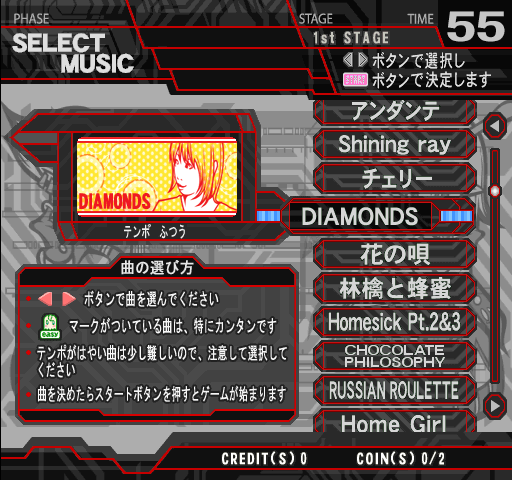 PHASE
SELECT
MUSIC
STAGE
1st STAGE
TIME
55
ボタンで選択し
START ボタンで決定します
DIAMONDS
テンポ ふつう
曲の選び方
ボタンで曲を選んでください
easy マークがついている曲は、特にカンタンです
テンポがはやい曲は少し難しいので、注意して選択して
ください
曲を決めたらスタートボタンを押すとゲームが始まります
アンダンテ
Shining ray
チェリー
DIAMONDS
花の唄
林檎と蜂蜜
Homesick Pt.2&3
CHOCOLATE
PHILOSOPHY
RUSSIAN ROULETTE
Home Girl
CREDIT(S) 0
COIN(S) 0/2